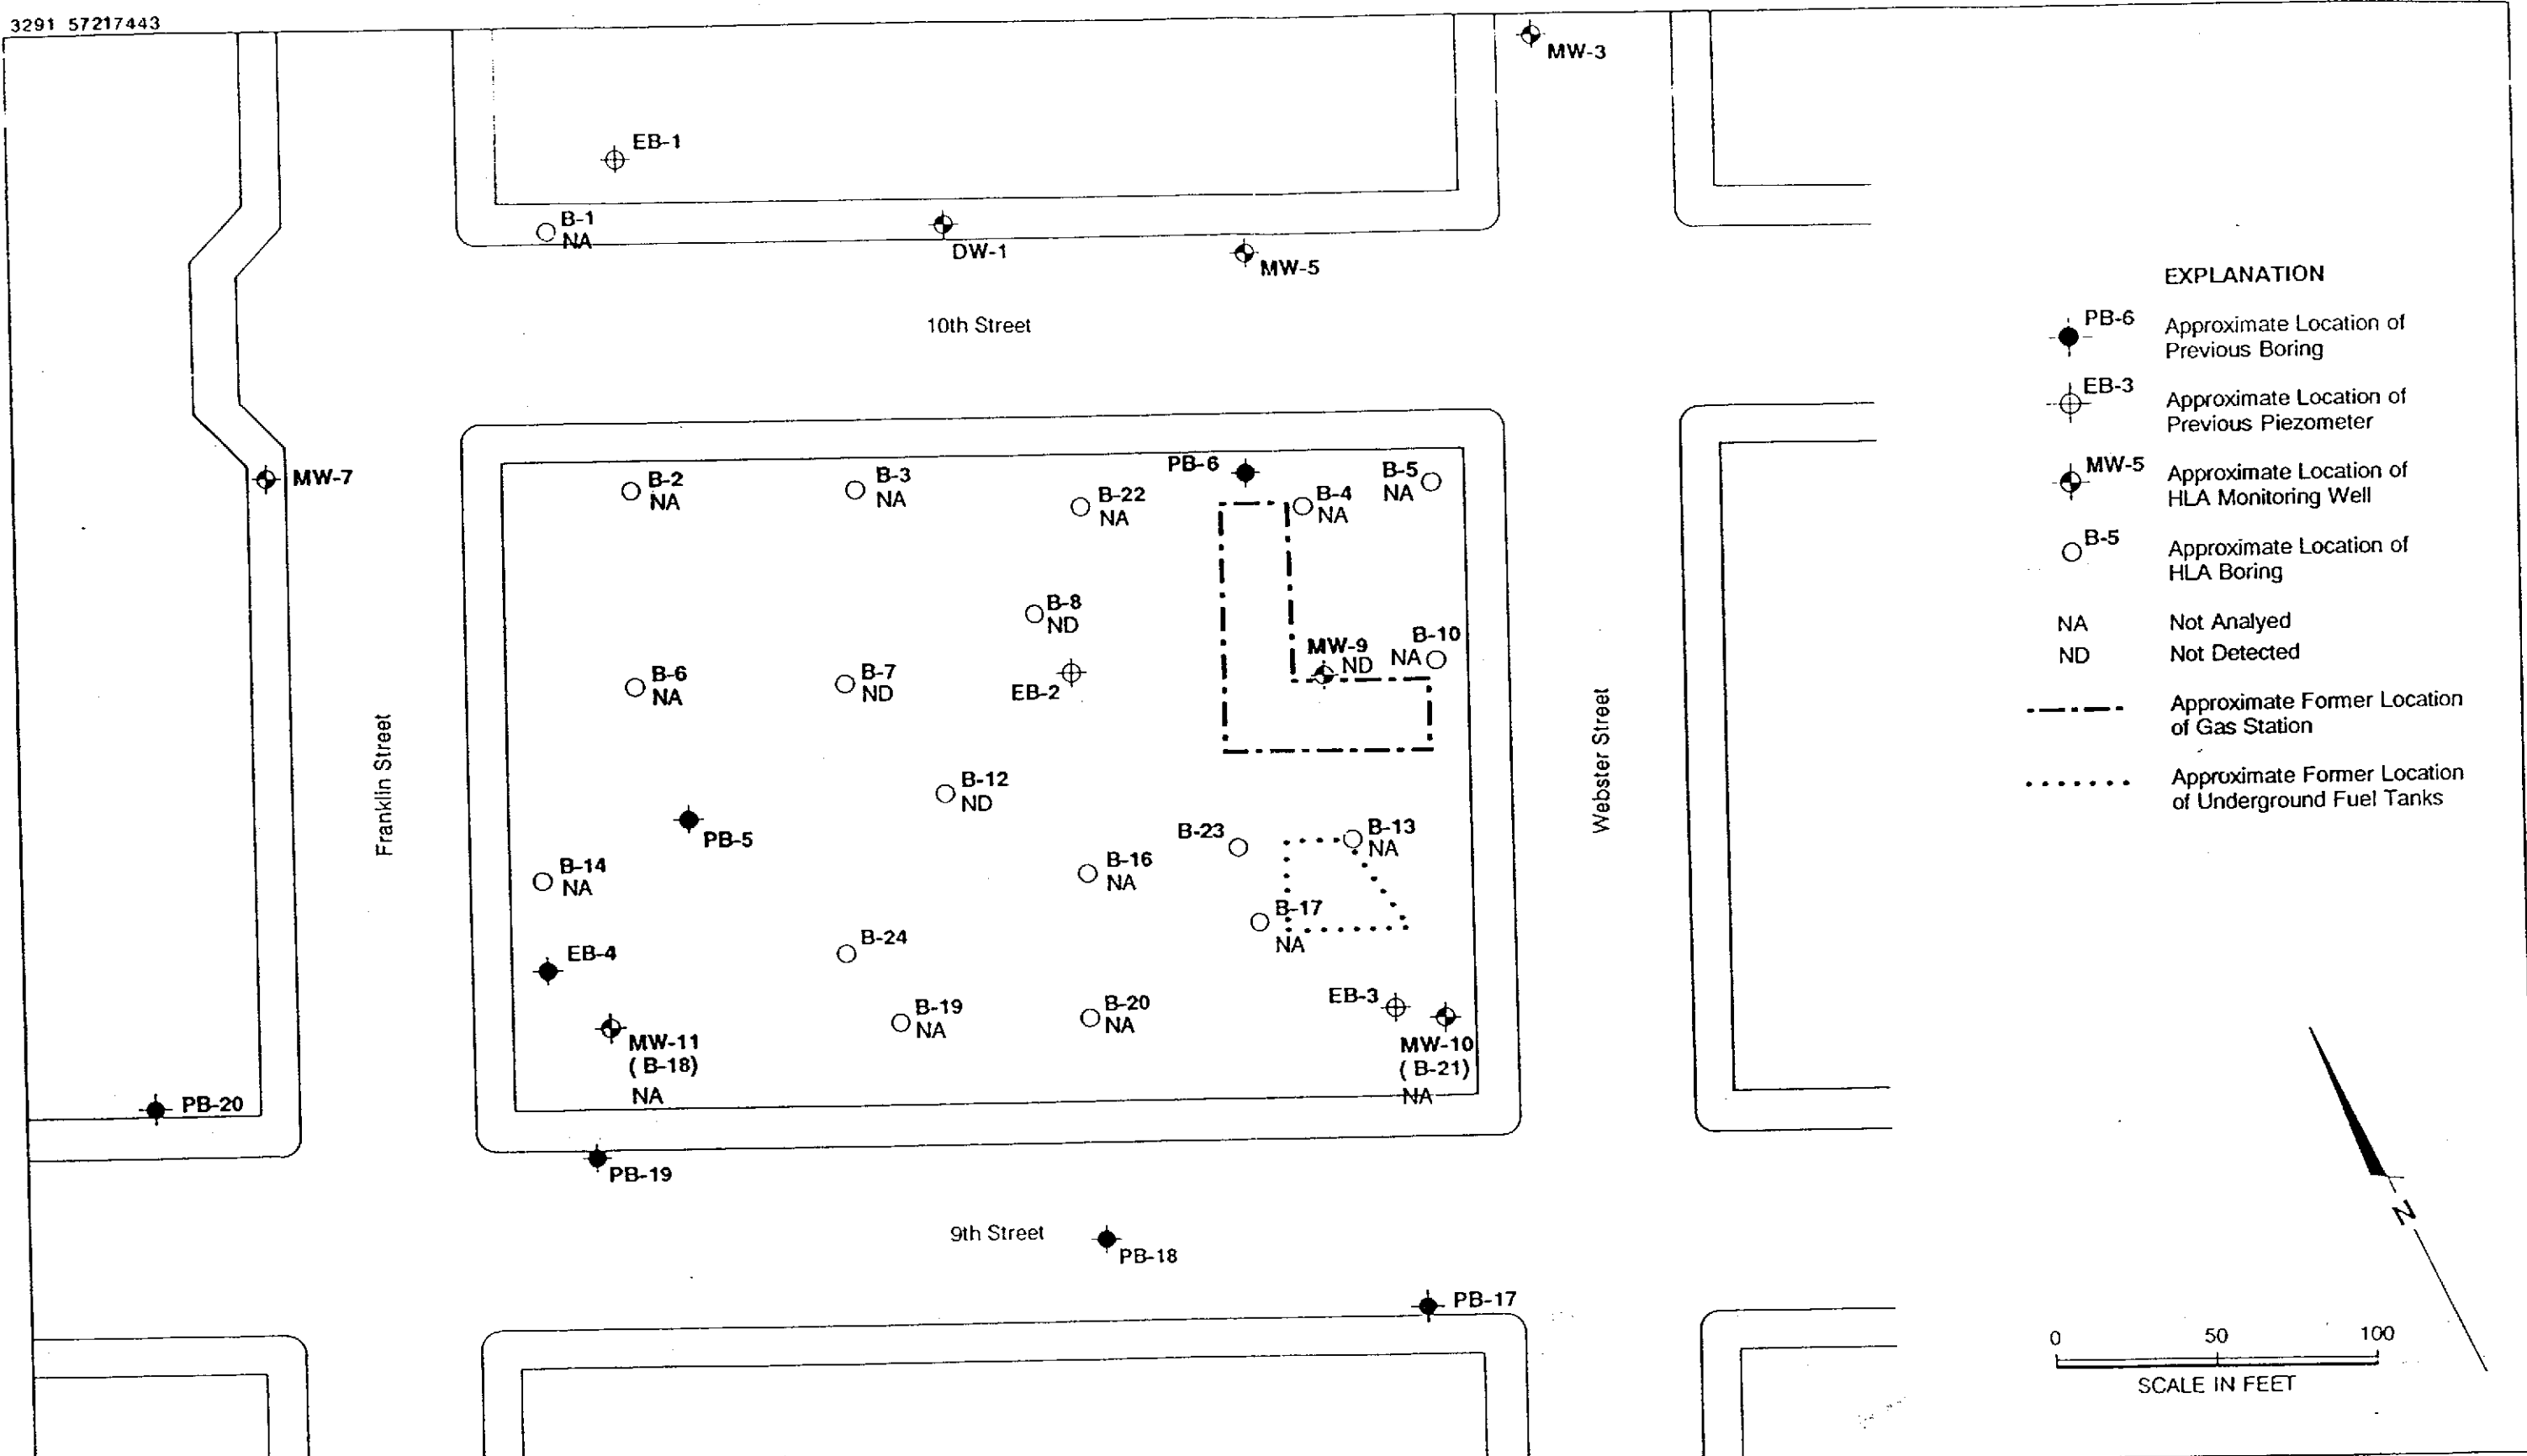 3291 57217443
MW-3
EB-1
B-1
NA
DW-1
MW-5
10th Street
EXPLANATION
PB-6
Approximate Location of
Previous Boring
EB-3
Approximate Location of
Previous Piezometer
MW-5
Approximate Location of
HLA Monitoring Well
B-5
Approximate Location of
HLA Boring
NA
Not Analyed
ND
Not Detected
Approximate Former Location
of Gas Station
Approximate Former Location
of Underground Fuel Tanks
MW-7
B-2
NA
B-3
NA
B-22
NA
PB-6
B-4
NA
B-5
NA
B-8
ND
B-6
NA
B-7
ND
EB-2
MW-9
ND
B-10
NA
Franklin Street
Webster Street
B-12
ND
PB-5
B-23
B-13
NA
B-14
NA
B-16
NA
B-17
NA
EB-4
B-24
B-19
NA
B-20
NA
EB-3
MW-11
( B-18)
NA
MW-10
( B-21)
NA
PB-20
PB-19
9th Street
PB-18
PB-17
N
0 50 100
SCALE IN FEET